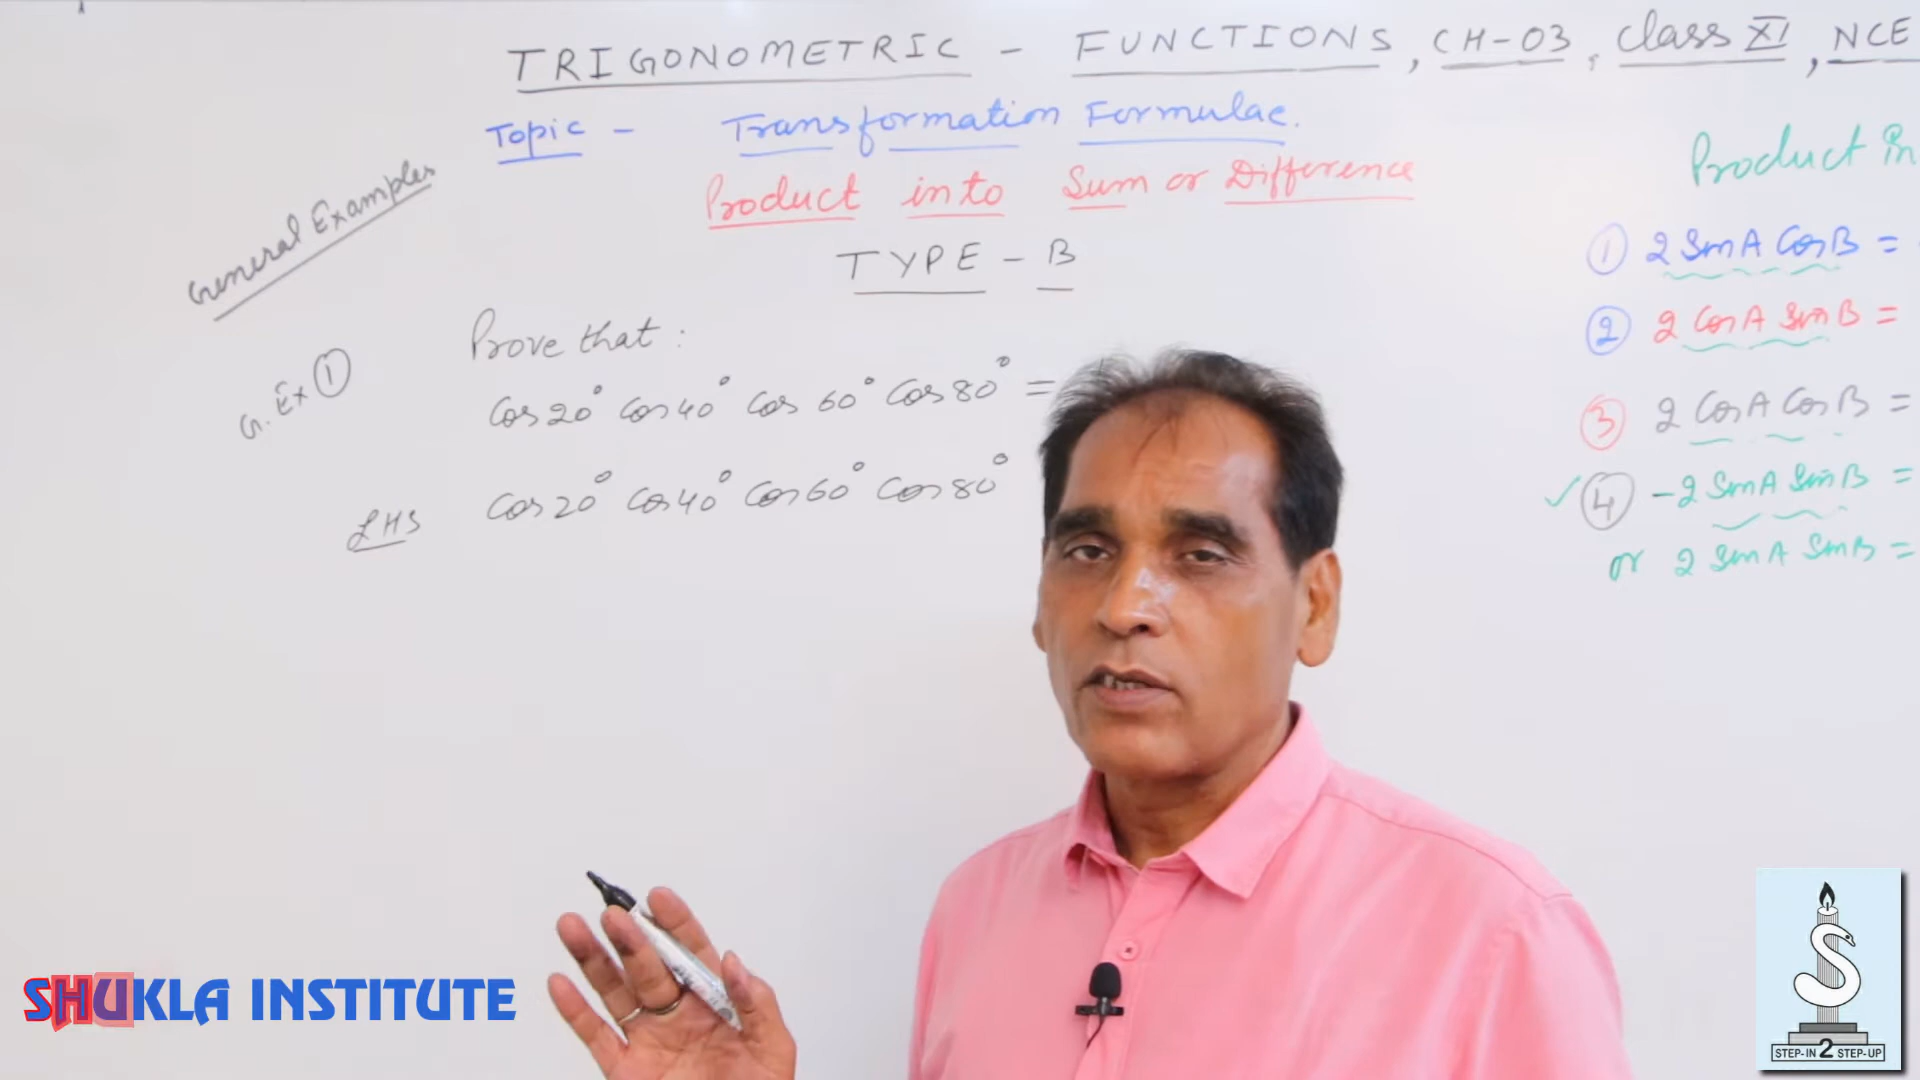 TRIGONOMETRIC - FUNCTIONS, CH-03, Class XI, NCE
Topic - Transformation Formulae.
Product into Sum or Difference
TYPE - B
General Examples
G. Ex ①
Prove that :
Cos 20° Cos 40° Cos 60° Cos 80° =
LHS Cos 20° Cos 40° Cos 60° Cos 80°
Product in
① 2 Sin A Cos B =
② 2 Cos A Sin B =
③ 2 Cos A Cos B =
✓ ④ -2 Sin A Sin B =
or 2 Sin A Sin B =
SHUKLA INSTITUTE
S
STEP-IN 2 STEP-UP